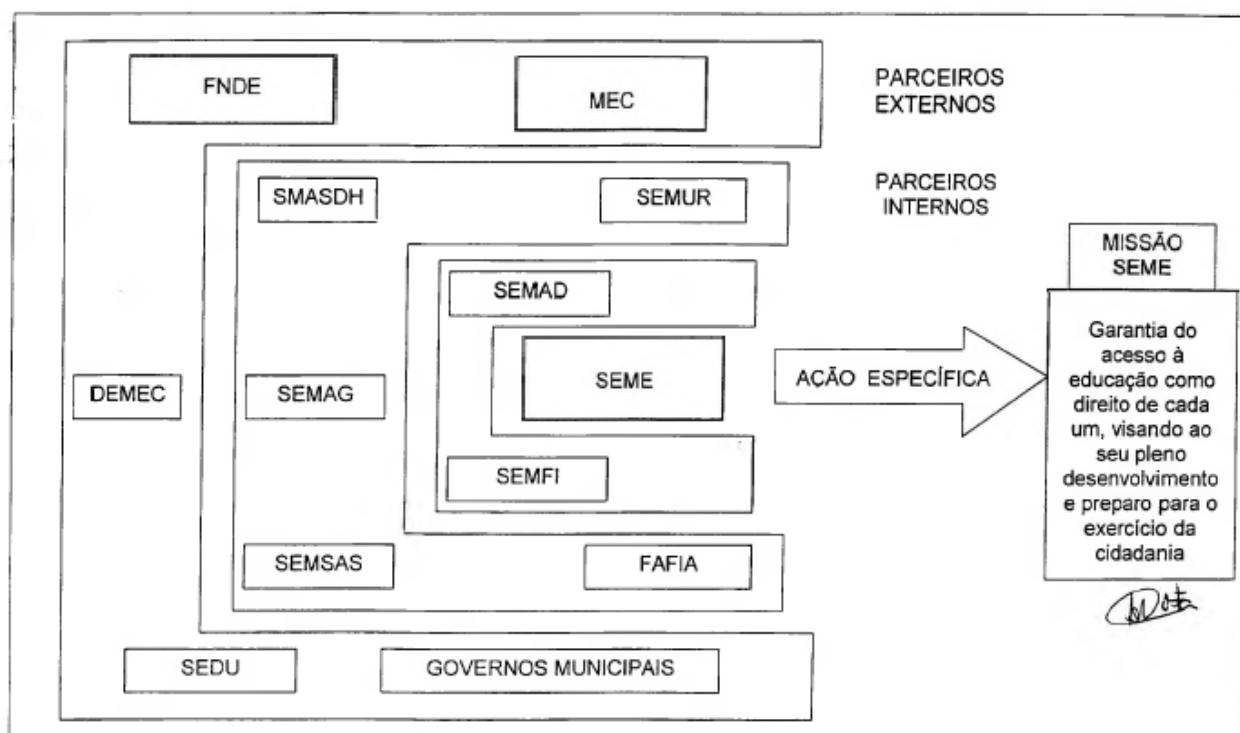 FNDE
MEC
PARCEIROS
EXTERNOS
SMASDH
SEMUR
PARCEIROS
INTERNOS
MISSÃO
SEME
SEMAD
SEME
AÇÃO ESPECÍFICA
DEMEC
SEMAG
SEMFI
Garantia do
acesso à
educação como
direito de cada
um, visando ao
seu pleno
desenvolvimento
e preparo para o
exercício da
cidadania
SEMSAS
FAFIA
SEDU
GOVERNOS MUNICIPAIS